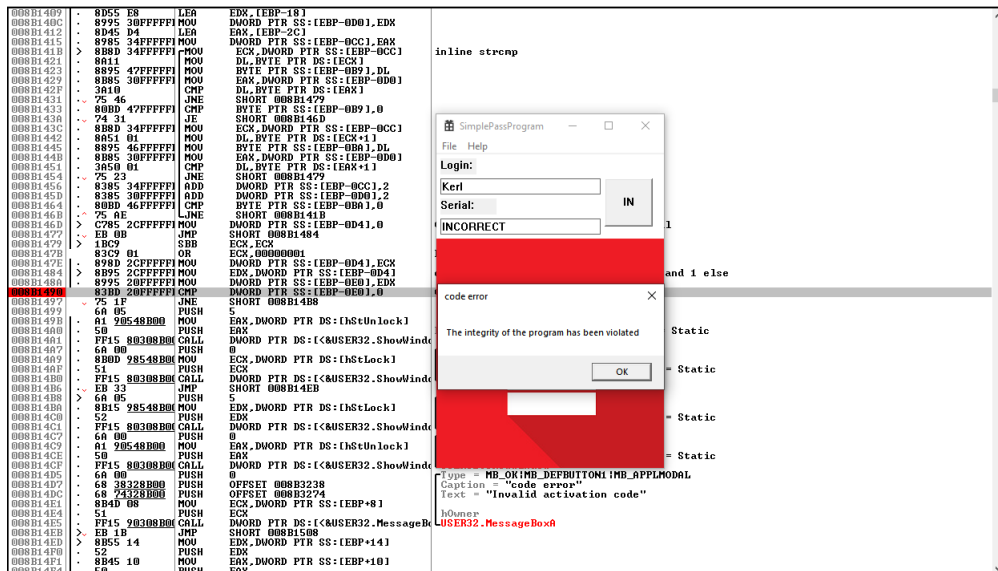 008B1409 . 8D55 E8 LEA EDX,[EBP-18]
008B140C . 8995 30FFFFFI MOV DWORD PTR SS:[EBP-0D0],EDX
008B1412 . 8D45 D4 LEA EAX,[EBP-2C]
008B1415 . 8985 34FFFFFI MOV DWORD PTR SS:[EBP-0CC],EAX
008B141B > 8B8D 34FFFFFI MOV ECX,DWORD PTR SS:[EBP-0CC] inline strcmp
008B1421 . 8A11 MOV DL,BYTE PTR DS:[ECX]
008B1423 . 8895 47FFFFFI MOV BYTE PTR SS:[EBP-0B9],DL
008B1429 . 8B85 30FFFFFI MOV EAX,DWORD PTR SS:[EBP-0D0]
008B142F . 3A10 CMP DL,BYTE PTR DS:[EAX]
008B1431 . 75 46 JNE SHORT 008B1479
008B1433 . 80BD 47FFFFFI CMP BYTE PTR SS:[EBP-0B9],0
008B143A . 74 31 JE SHORT 008B146D
008B143C . 8B8D 34FFFFFI MOV ECX,DWORD PTR SS:[EBP-0CC]
008B1442 . 8A51 01 MOV DL,BYTE PTR DS:[ECX+1]
008B1445 . 8895 46FFFFFI MOV BYTE PTR SS:[EBP-0BA],DL
008B144B . 8B85 30FFFFFI MOV EAX,DWORD PTR SS:[EBP-0D0]
008B1451 . 3A50 01 CMP DL,BYTE PTR DS:[EAX+1]
008B1454 . 75 23 JNE SHORT 008B1479
008B1456 . 8385 34FFFFFI ADD DWORD PTR SS:[EBP-0CC],2
008B145D . 8385 30FFFFFI ADD DWORD PTR SS:[EBP-0D0],2
008B1464 . 80BD 46FFFFFI CMP BYTE PTR SS:[EBP-0BA],0
008B146B . 75 AE JNE SHORT 008B141B
008B146D > C785 2CFFFFFI MOV DWORD PTR SS:[EBP-0D4],0
008B1477 . EB 0B JMP SHORT 008B1484
008B1479 > 1BC9 SBB ECX,ECX
008B147B . 83C9 01 OR ECX,00000001
008B147E . 898D 2CFFFFFI MOV DWORD PTR SS:[EBP-0D4],ECX
008B1484 > 8B95 2CFFFFFI MOV EDX,DWORD PTR SS:[EBP-0D4] and 1 else
008B148A . 8995 20FFFFFI MOV DWORD PTR SS:[EBP-0E0],EDX
008B1490 . 83BD 20FFFFFI CMP DWORD PTR SS:[EBP-0E0],0
008B1497 . 75 1F JNE SHORT 008B14B8
008B1499 . 6A 05 PUSH 5
008B149B . A1 90548B00 MOV EAX,DWORD PTR DS:[hStUnlock]
008B14A0 . 50 PUSH EAX = Static
008B14A1 . FF15 80308B00 CALL DWORD PTR DS:[<&USER32.ShowWindo
008B14A7 . 6A 00 PUSH 0
008B14A9 . 8B0D 98548B00 MOV ECX,DWORD PTR DS:[hStLock]
008B14AF . 51 PUSH ECX = Static
008B14B0 . FF15 80308B00 CALL DWORD PTR DS:[<&USER32.ShowWindo
008B14B6 . EB 33 JMP SHORT 008B14EB
008B14B8 > 6A 05 PUSH 5
008B14BA . 8B15 98548B00 MOV EDX,DWORD PTR DS:[hStLock]
008B14C0 . 52 PUSH EDX = Static
008B14C1 . FF15 80308B00 CALL DWORD PTR DS:[<&USER32.ShowWindo
008B14C7 . 6A 00 PUSH 0
008B14C9 . A1 90548B00 MOV EAX,DWORD PTR DS:[hStUnlock]
008B14CE . 50 PUSH EAX = Static
008B14CF . FF15 80308B00 CALL DWORD PTR DS:[<&USER32.ShowWindo
008B14D5 . 6A 00 PUSH 0 Type = MB_OK|MB_DEFBUTTON1|MB_APPLMODAL
008B14D7 . 68 38328B00 PUSH OFFSET 008B3238 Caption = "code error"
008B14DC . 68 74328B00 PUSH OFFSET 008B3274 Text = "Invalid activation code"
008B14E1 . 8B4D 08 MOV ECX,DWORD PTR SS:[EBP+8]
008B14E4 . 51 PUSH ECX hOwner
008B14E5 . FF15 90308B00 CALL DWORD PTR DS:[<&USER32.MessageBo USER32.MessageBoxA
008B14EB > EB 1B JMP SHORT 008B1508
008B14ED > 8B55 14 MOV EDX,DWORD PTR SS:[EBP+14]
008B14F0 . 52 PUSH EDX
008B14F1 . 8B45 10 MOV EAX,DWORD PTR SS:[EBP+10]
008B14F4 . 50 PUSH EAX
SimplePassProgram
File Help
Login:
Kerl
IN
Serial:
INCORRECT
code error
The integrity of the program has been violated
OK